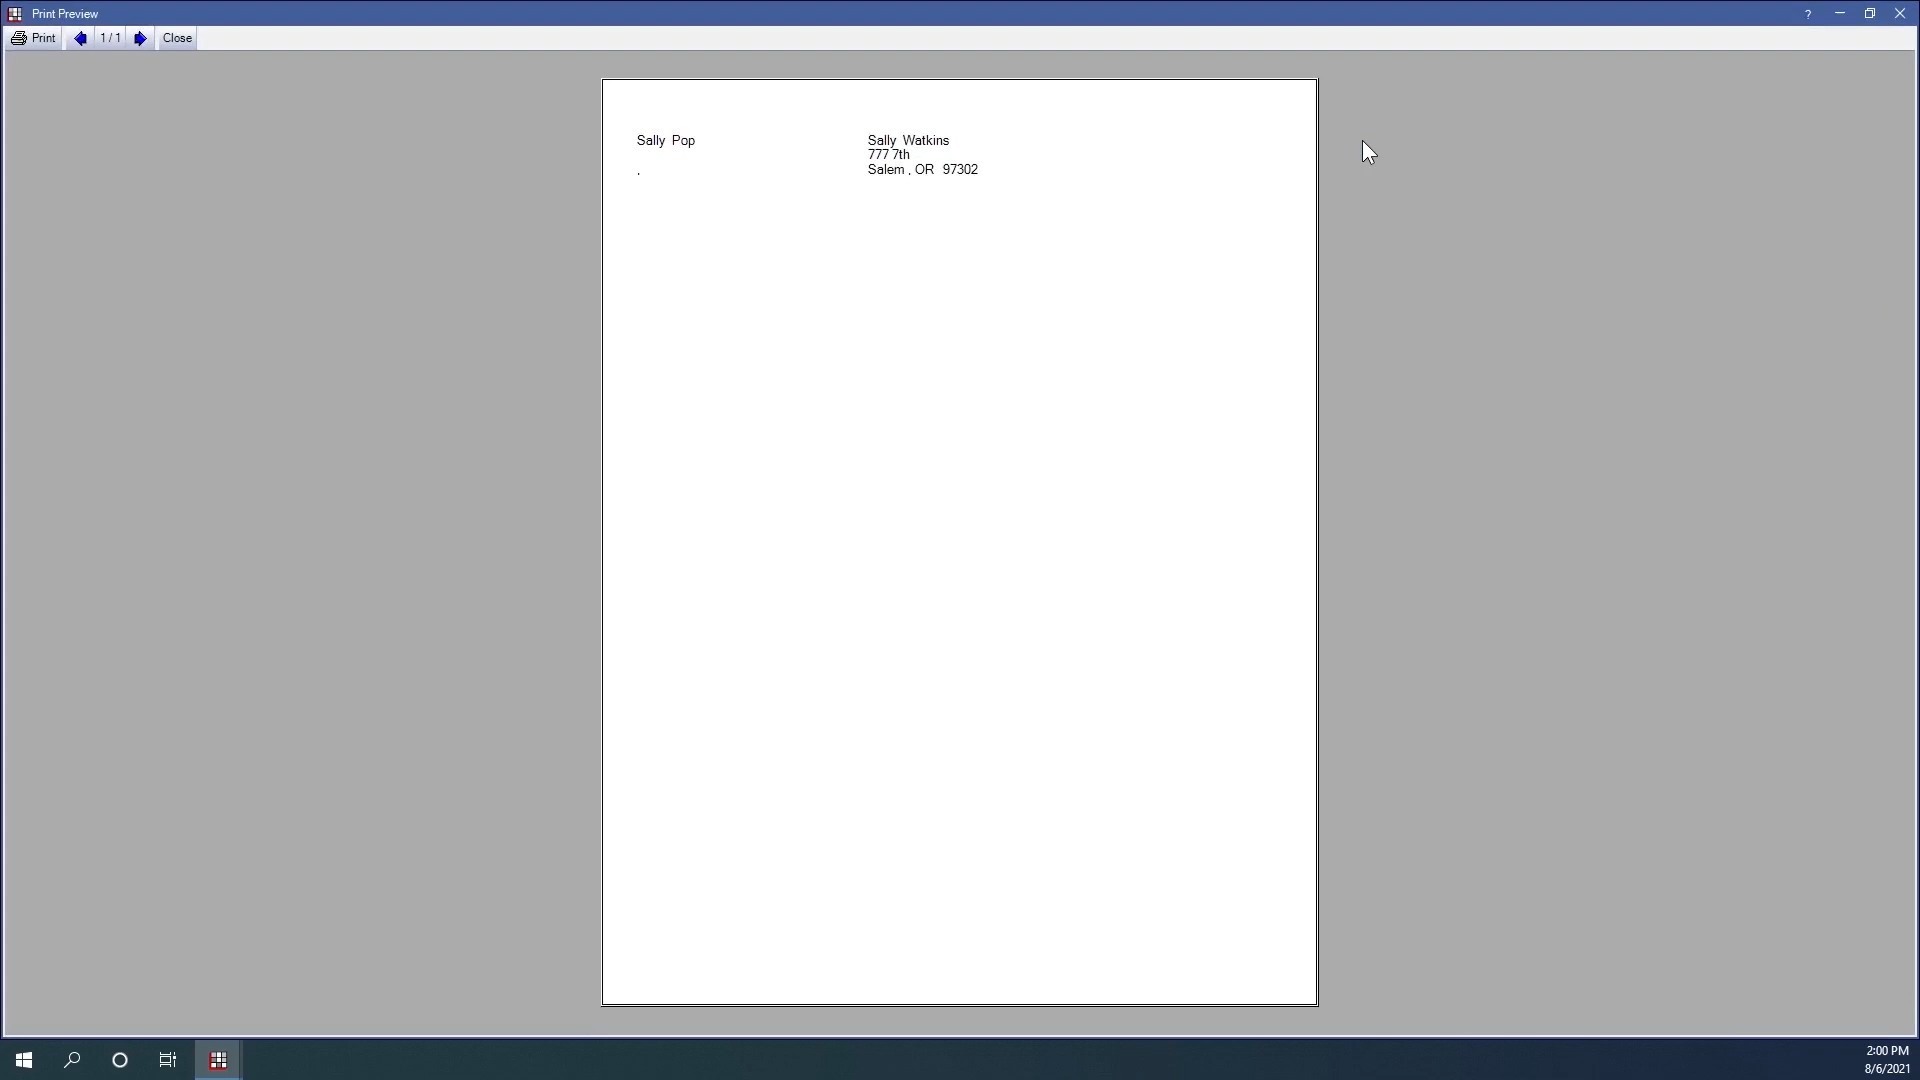 Print Preview
?
Print
1 / 1
Close
Sally Pop
,
Sally Watkins
777 7th
Salem , OR 97302
2:00 PM
8/6/2021